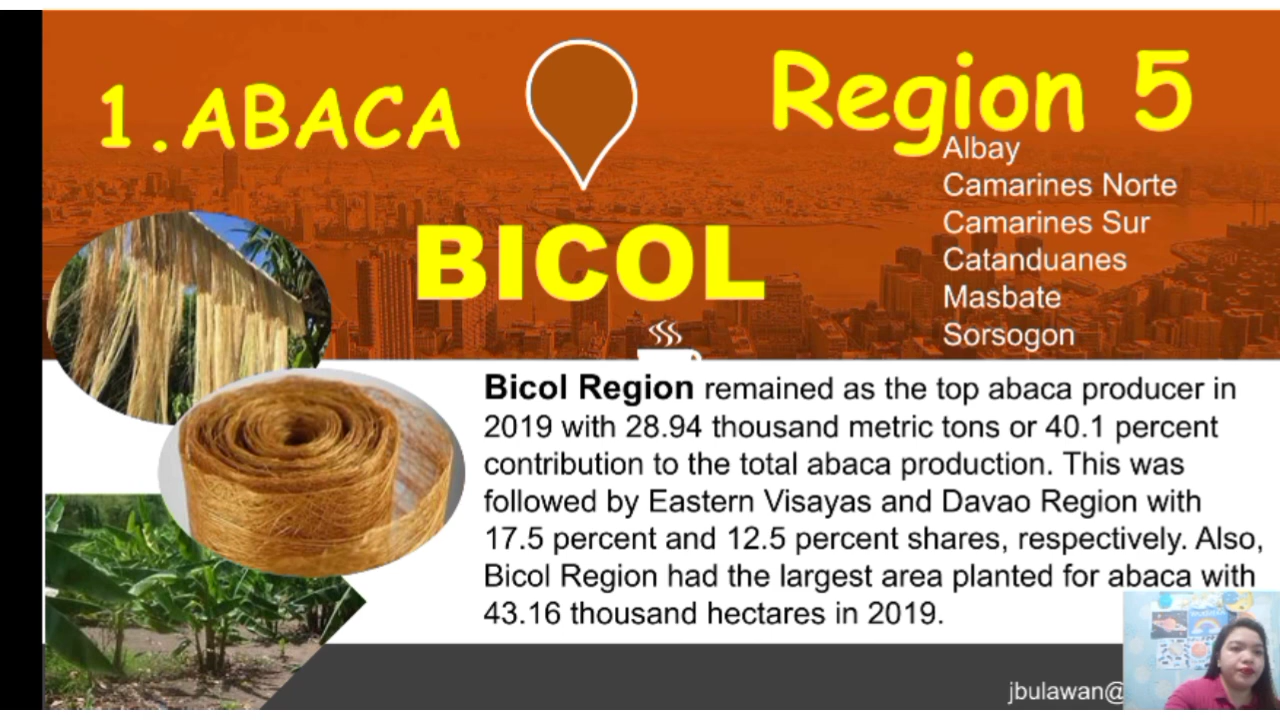 1.ABACA
Region 5
BICOL
Albay
Camarines Norte
Camarines Sur
Catanduanes
Masbate
Sorsogon
Bicol Region remained as the top abaca producer in
2019 with 28.94 thousand metric tons or 40.1 percent
contribution to the total abaca production. This was
followed by Eastern Visayas and Davao Region with
17.5 percent and 12.5 percent shares, respectively. Also,
Bicol Region had the largest area planted for abaca with
43.16 thousand hectares in 2019.
jbulawan@